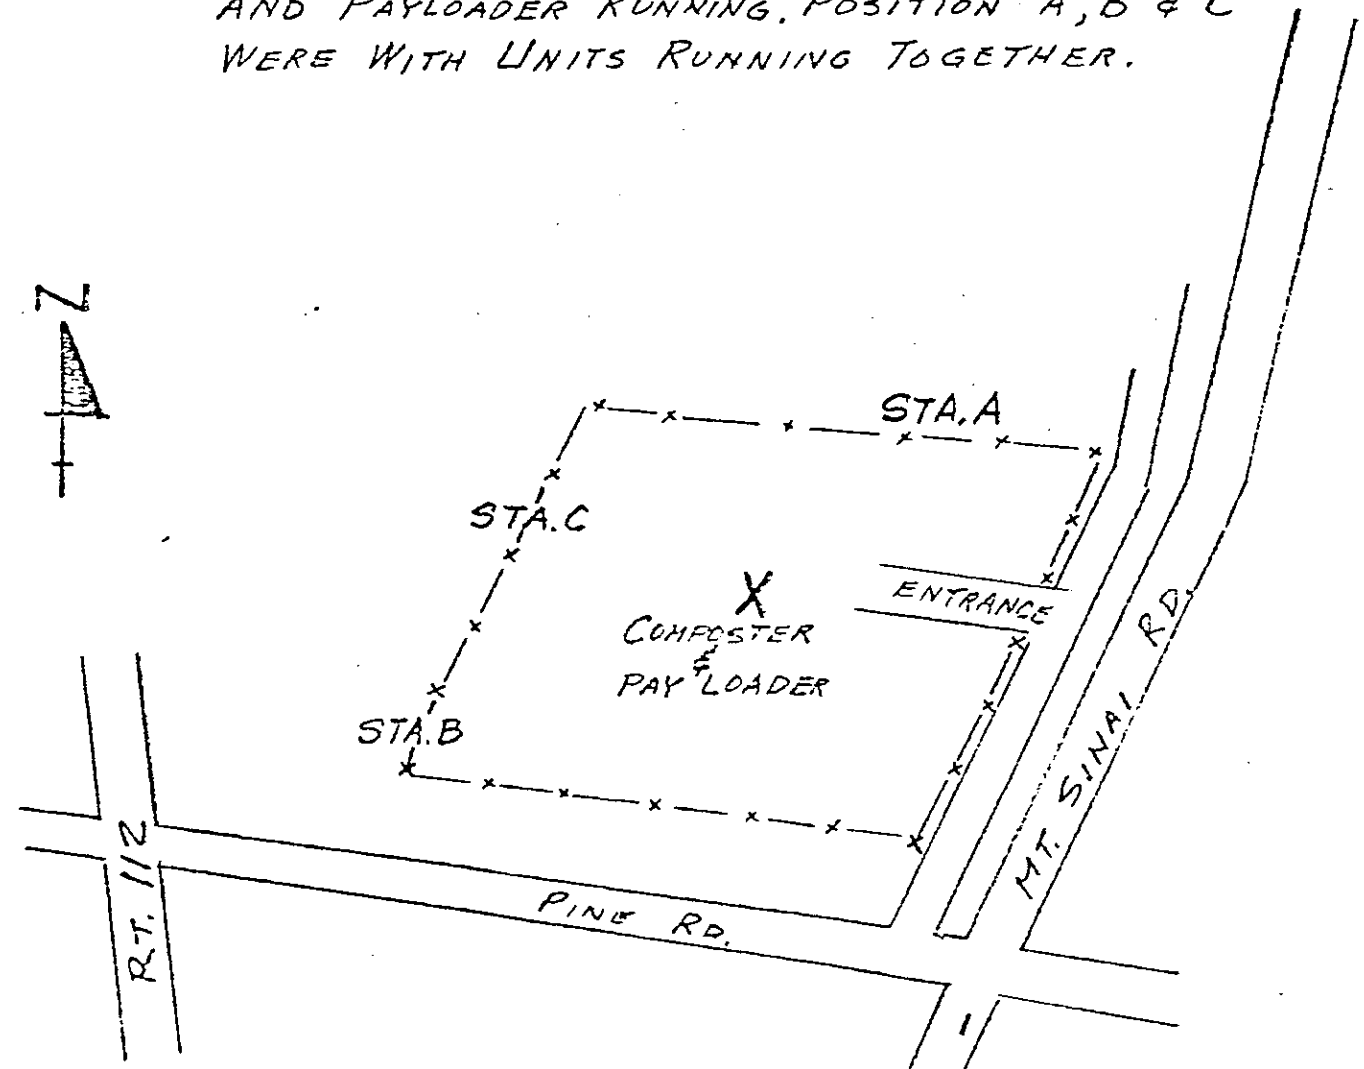 AND PAYLOADER RUNNING. POSITION A, B & C
WERE WITH UNITS RUNNING TOGETHER.
N
STA. A
STA. C
X
ENTRANCE
COMPOSTER
&
PAY LOADER
STA. B
MT. SINAI RD.
RT. 112
PINE RD.